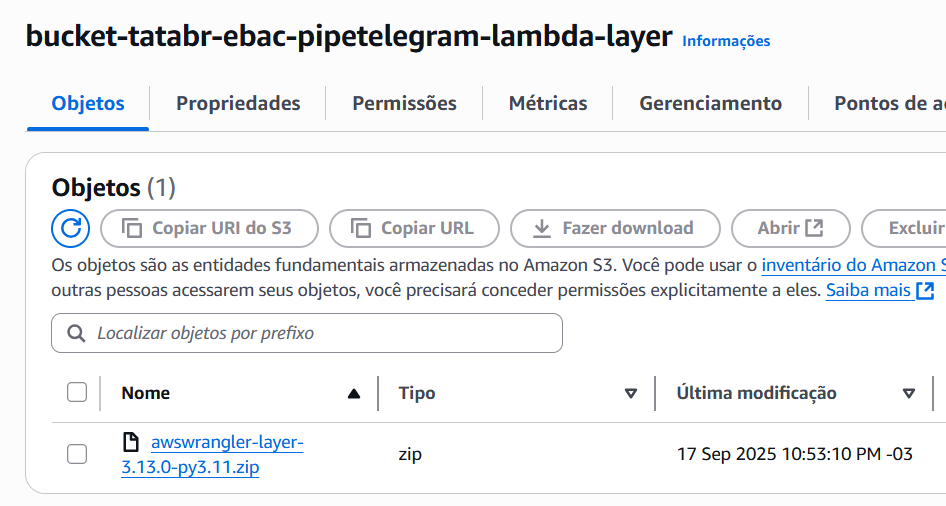 bucket-tatabr-ebac-pipetelegram-lambda-layer Informações
Objetos Propriedades Permissões Métricas Gerenciamento Pontos de
Objetos (1)
Copiar URI do S3 Copiar URL Fazer download Abrir Excluir
Os objetos são as entidades fundamentais armazenadas no Amazon S3. Você pode usar o inventário do Amazon S
outras pessoas acessarem seus objetos, você precisará conceder permissões explicitamente a eles. Saiba mais
Localizar objetos por prefixo
Nome Tipo Última modificação
awswrangler-layer-
3.13.0-py3.11.zip
zip 17 Sep 2025 10:53:10 PM -03